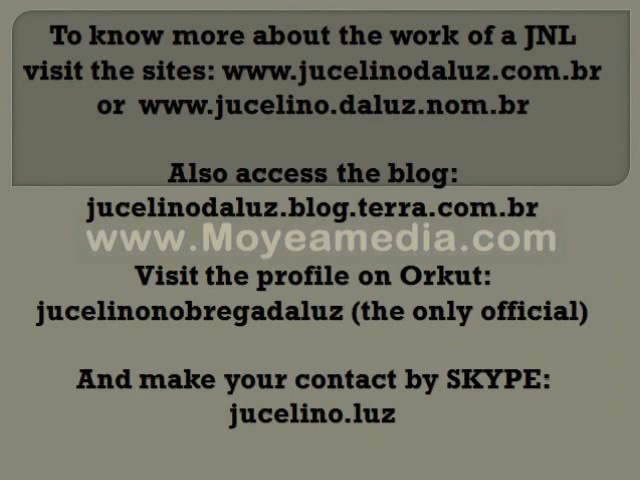 To know more about the work of a JNL
visit the sites: www.jucelinodaluz.com.br
or www.jucelino.daluz.nom.br
Also access the blog:
jucelinodaluz.blog.terra.com.br
www.Moyeamedia.com
Visit the profile on Orkut:
jucelinonobregadaluz (the only official)
And make your contact by SKYPE:
jucelino.luz